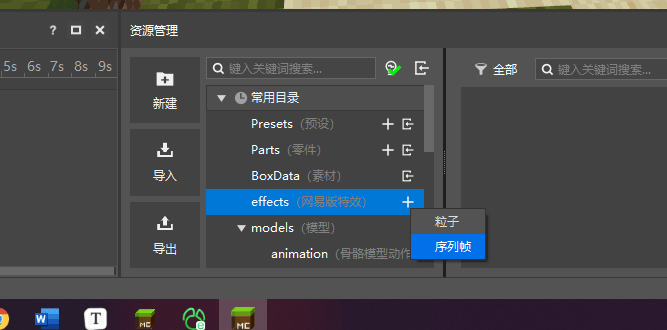 ?
资源管理
5s 6s 7s 8s 9s
新建
导入
导出
键入关键词搜索...
常用目录
Presets（预设）
Parts（零件）
BoxData（素材）
effects（网易版特效）
models（模型）
animation（骨骼模型动作
粒子
序列帧
全部
键入关键词搜索...
W
T
MC
e
MC